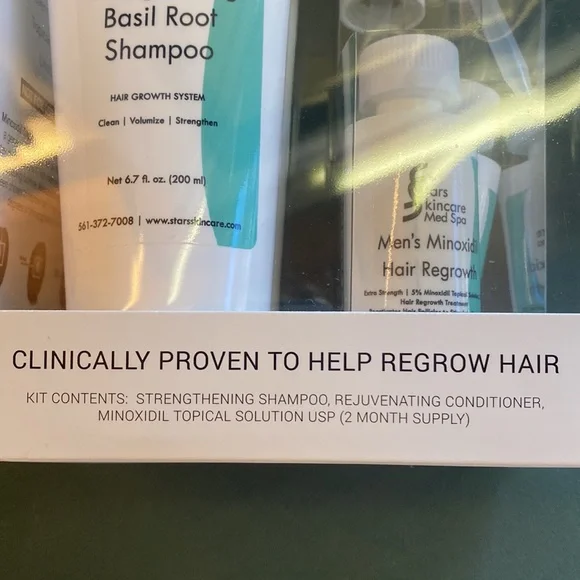 Basil Root
Shampoo
HAIR GROWTH SYSTEM
Clean | Volumize | Strengthen
Net 6.7 fl. oz. (200 ml)
561-372-7008 | www.starsskincare.com
Skincare
Med Spa
Men's
Hair Regrowth
Extra Strength | 5% Minoxidil Topical
Hair Regrowth Treatment
CLINICALLY PROVEN TO HELP REGROW HAIR
KIT CONTENTS: STRENGTHENING SHAMPOO, REJUVENATING CONDITIONER,
MINOXIDIL TOPICAL SOLUTION USP (2 MONTH SUPPLY)